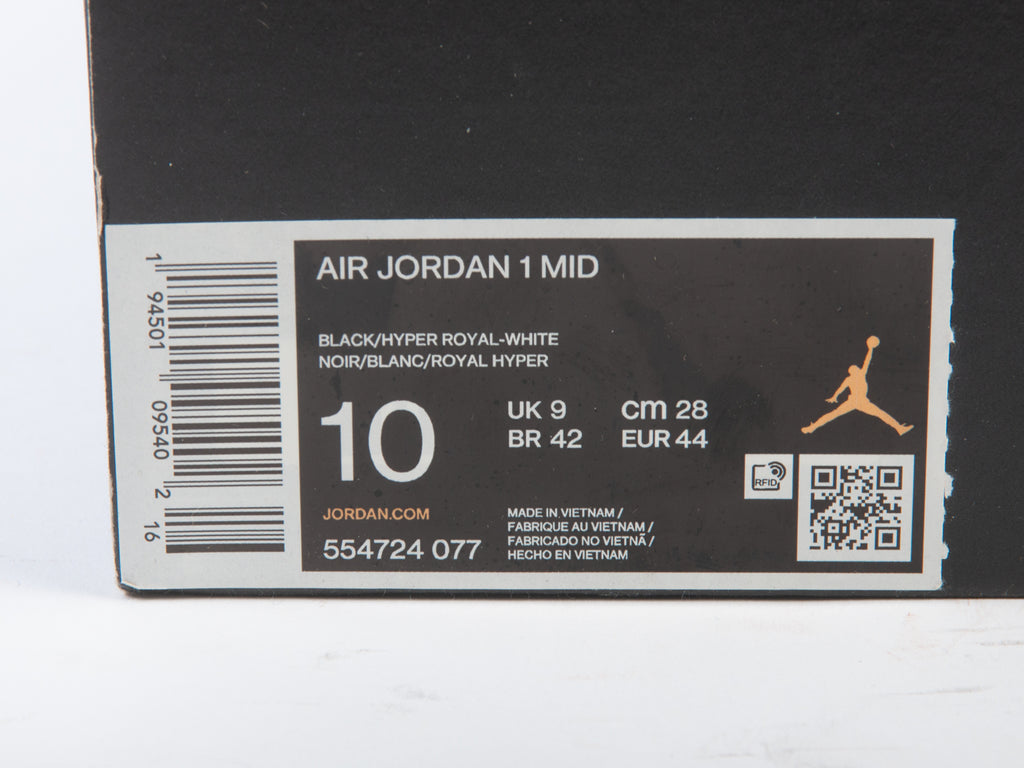 1 94501 09540 2 16
AIR JORDAN 1 MID
BLACK/HYPER ROYAL-WHITE
NOIR/BLANC/ROYAL HYPER
10
UK 9 cm 28
BR 42 EUR 44
RFID
JORDAN.COM
554724 077
MADE IN VIETNAM /
FABRIQUE AU VIETNAM /
FABRICADO NO VIETNÃ /
HECHO EN VIETNAM